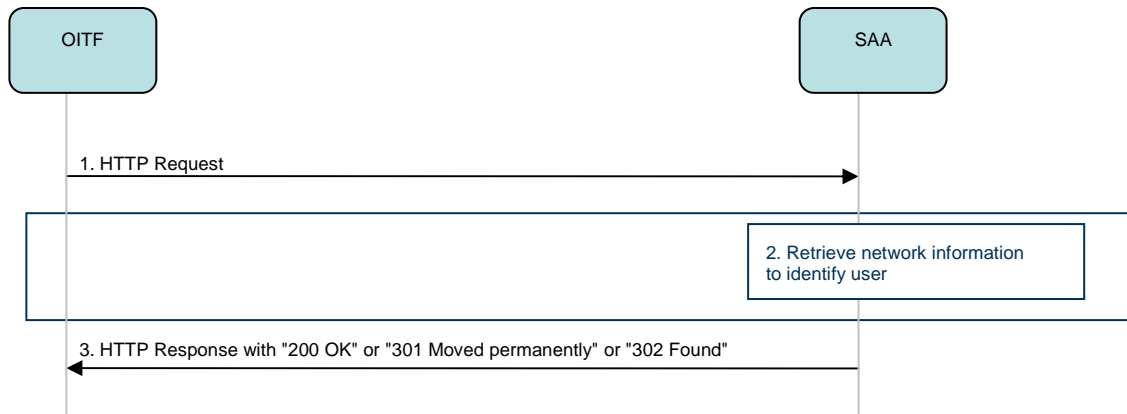 OITF
SAA
1. HTTP Request
2. Retrieve network information
to identify user
3. HTTP Response with "200 OK" or "301 Moved permanently" or "302 Found"